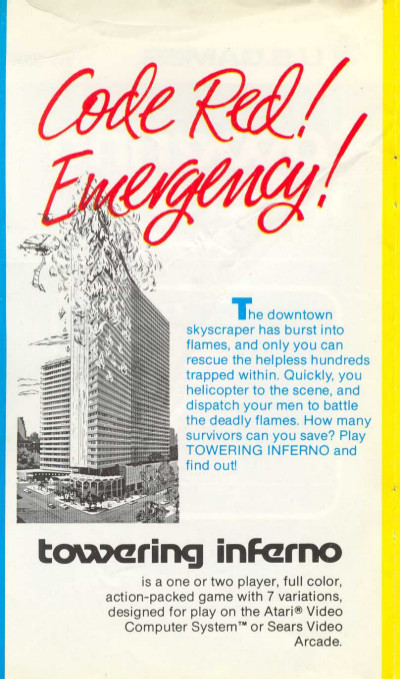 Code Red!
Emergency!
The downtown
skyscraper has burst into
flames, and only you can
rescue the helpless hundreds
trapped within. Quickly, you
helicopter to the scene, and
dispatch your men to battle
the deadly flames. How many
survivors can you save? Play
TOWERING INFERNO and
find out!
towering inferno
is a one or two player, full color,
action-packed game with 7 variations,
designed for play on the Atari® Video
Computer System™ or Sears Video
Arcade.